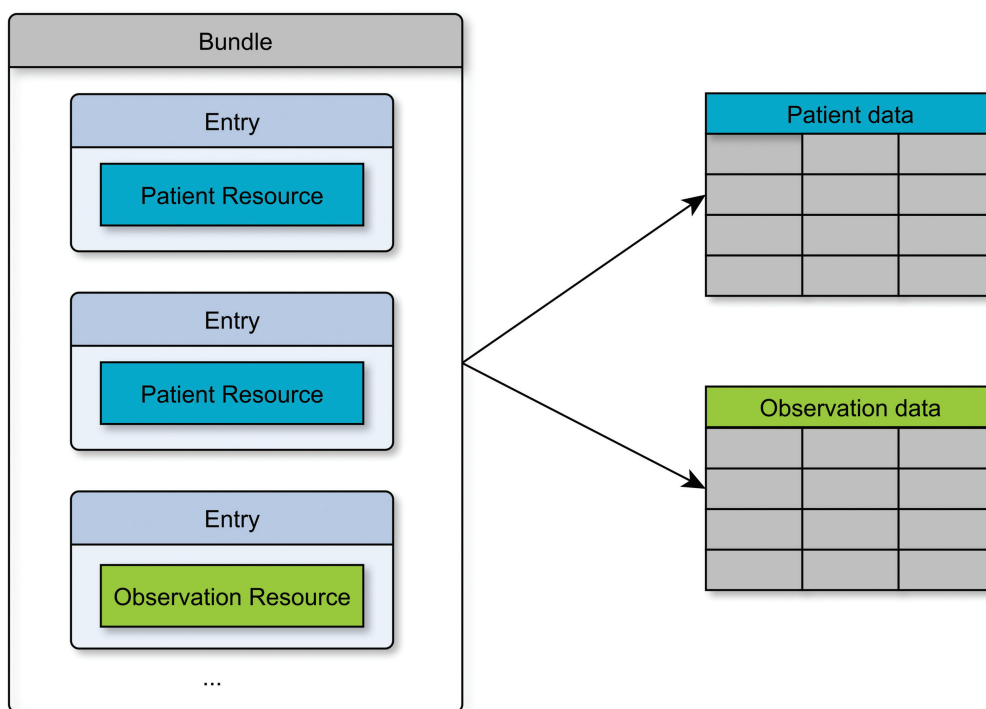 Bundle
Entry
Patient Resource
Entry
Patient Resource
Entry
Observation Resource
...
Patient data
Observation data